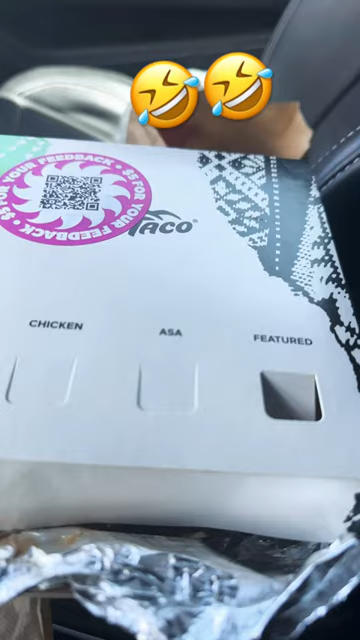 $5 FOR YOUR FEEDBACK • $5 FOR YOUR FEEDBACK •
TACO®
CHICKEN
ASA
FEATURED